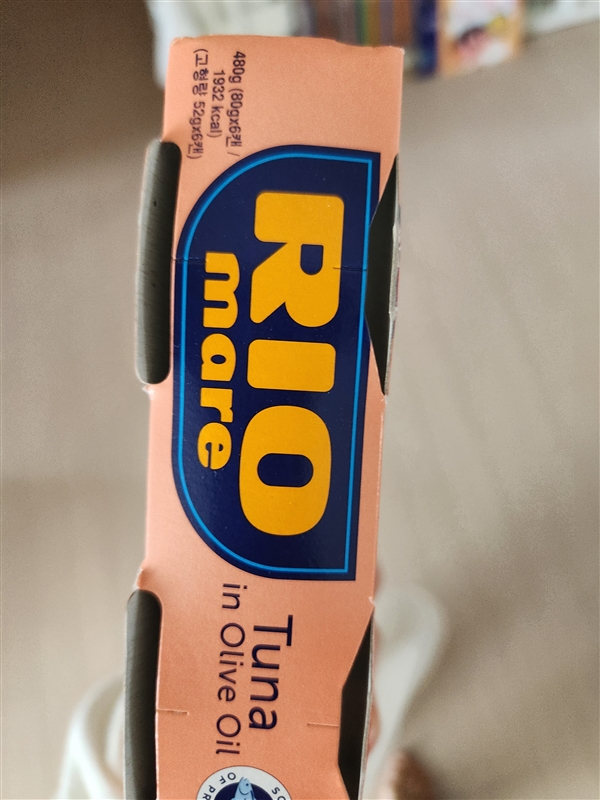 480g (80gx6캔 /
1932 kcal)
(고형량 52gx6캔)
RIO
mare
Tuna
in Olive Oil